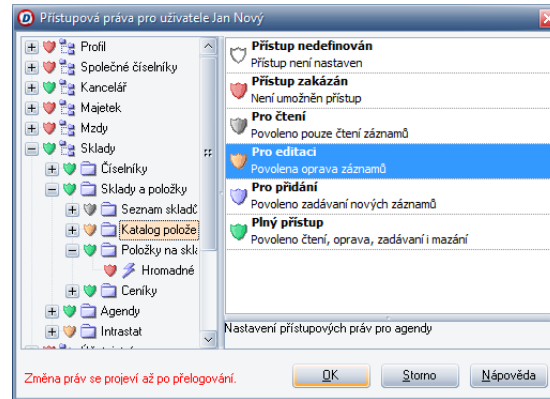 Přístupová práva pro uživatele Jan Nový
Profil
Společné číselníky
Kancelář
Majetek
Mzdy
Sklady
Číselníky
Sklady a položky
Seznam skladů
Katalog polože
Položky na skla
Hromadné
Ceníky
Agendy
Intrastat
Přístup nedefinován
Přístup není nastaven
Přístup zakázán
Není umožněn přístup
Pro čtení
Povoleno pouze čtení záznamů
Pro editaci
Povolena oprava záznamů
Pro přidání
Povoleno zadávání nových záznamů
Plný přístup
Povoleno čtení, oprava, zadávání i mazání
Nastavení přístupových práv pro agendy
Změna práv se projeví až po přelogování.
OK
Storno
Nápověda